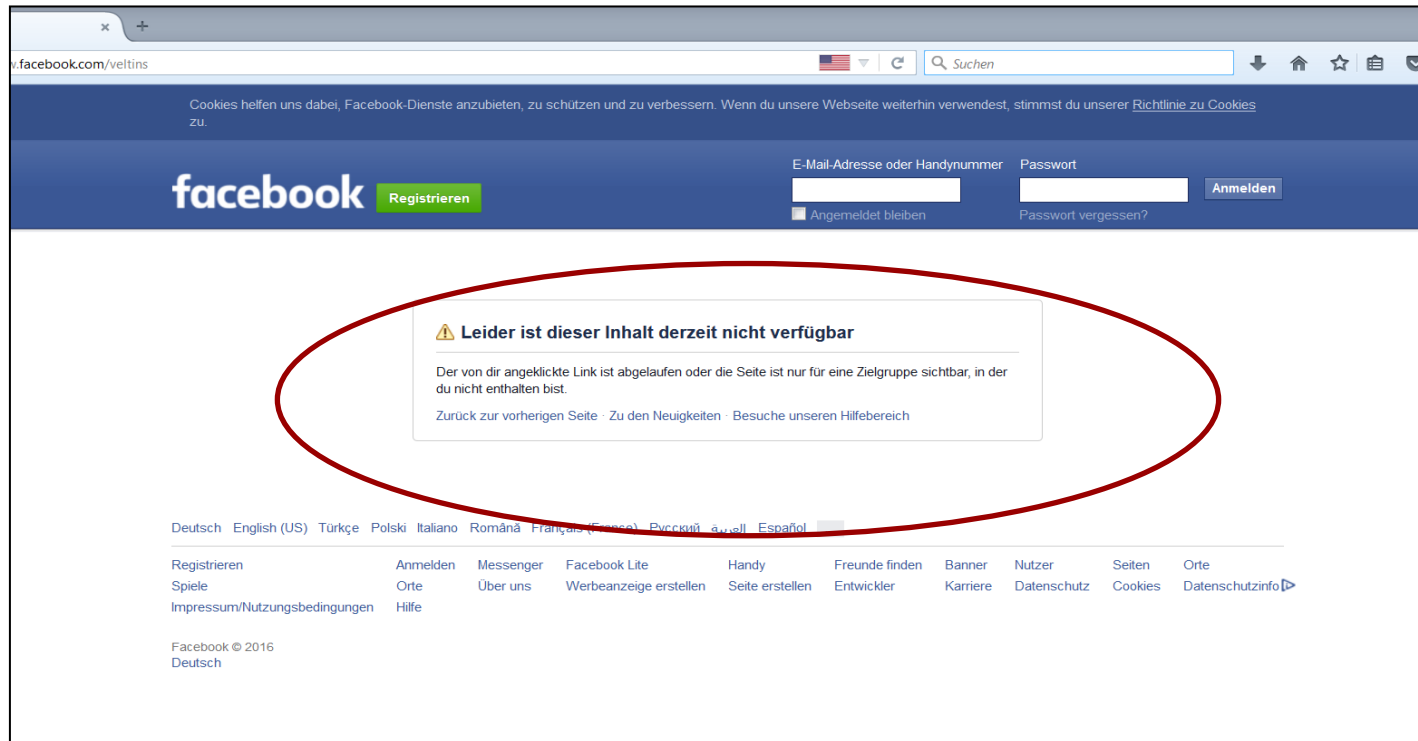 w.facebook.com/veltins
Suchen
Cookies helfen uns dabei, Facebook-Dienste anzubieten, zu schützen und zu verbessern. Wenn du unsere Webseite weiterhin verwendest, stimmst du unserer Richtlinie zu Cookies
zu.
E-Mail-Adresse oder Handynummer Passwort
facebook Registrieren Anmelden
Angemeldet bleiben Passwort vergessen?
Leider ist dieser Inhalt derzeit nicht verfügbar
Der von dir angeklickte Link ist abgelaufen oder die Seite ist nur für eine Zielgruppe sichtbar, in der
du nicht enthalten bist.
Zurück zur vorherigen Seite · Zu den Neuigkeiten · Besuche unseren Hilfebereich
Deutsch English (US) Türkçe Polski Italiano Română Français (France) Русский العربية Español
Registrieren Anmelden Messenger Facebook Lite Handy Freunde finden Banner Nutzer Seiten Orte
Spiele Orte Über uns Werbeanzeige erstellen Seite erstellen Entwickler Karriere Datenschutz Cookies Datenschutzinfo
Impressum/Nutzungsbedingungen Hilfe
Facebook © 2016
Deutsch